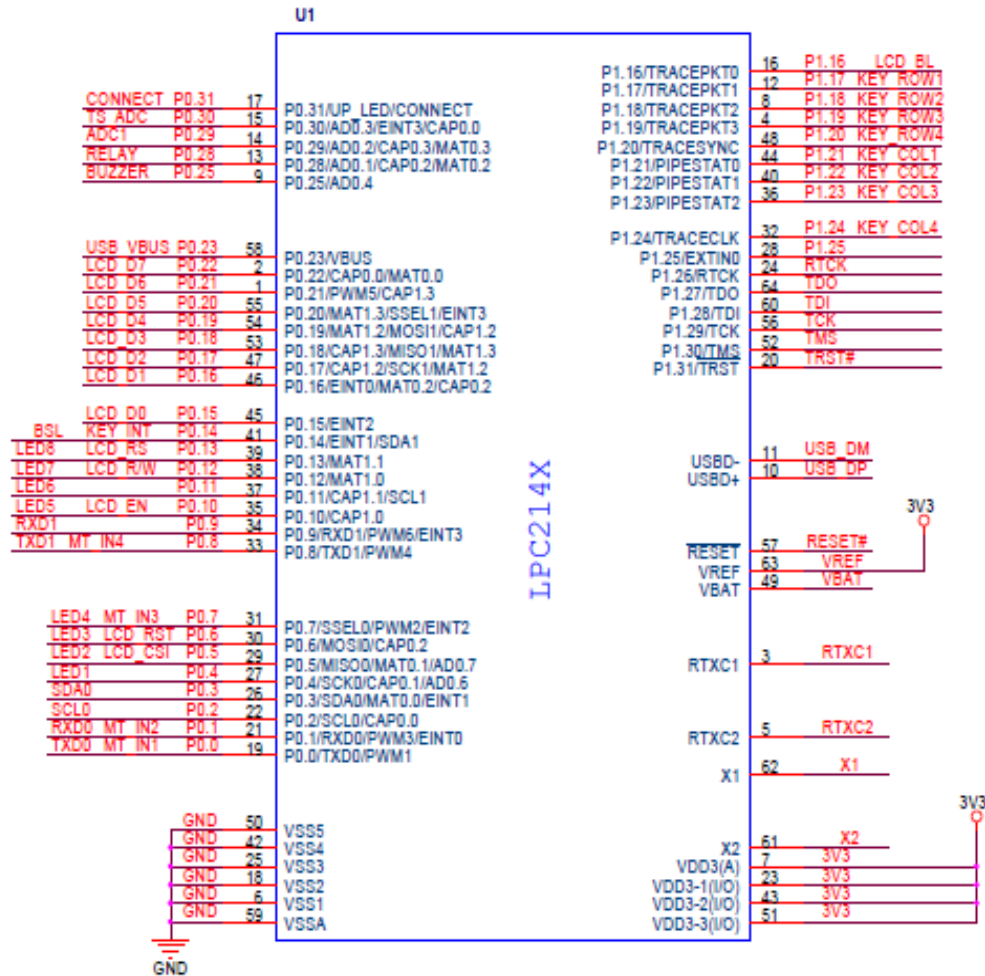 U1
CONNECT P0.31 17 P0.31/UP_LED/CONNECT
TS_ADC P0.30 15 P0.30/AD0.3/EINT3/CAP0.0
ADC1 P0.29 14 P0.29/AD0.2/CAP0.3/MAT0.3
RELAY P0.28 13 P0.28/AD0.1/CAP0.2/MAT0.2
BUZZER P0.25 9 P0.25/AD0.4
USB_VBUS P0.23 58 P0.23/VBUS
LCD_D7 P0.22 2 P0.22/CAP0.0/MAT0.0
LCD_D6 P0.21 1 P0.21/PWM5/CAP1.3
LCD_D5 P0.20 55 P0.20/MAT1.3/SSEL1/EINT3
LCD_D4 P0.19 54 P0.19/MAT1.2/MOSI1/CAP1.2
LCD_D3 P0.18 53 P0.18/CAP1.3/MISO1/MAT1.3
LCD_D2 P0.17 47 P0.17/CAP1.2/SCK1/MAT1.2
LCD_D1 P0.16 46 P0.16/EINT0/MAT0.2/CAP0.2
LCD_D0 P0.15 45 P0.15/EINT2
BSL KEY_INT P0.14 41 P0.14/EINT1/SDA1
LED8 LCD_RS P0.13 39 P0.13/MAT1.1
LED7 LCD_R/W P0.12 38 P0.12/MAT1.0
LED6 P0.11 37 P0.11/CAP1.1/SCL1
LED5 LCD_EN P0.10 35 P0.10/CAP1.0
RXD1 P0.9 34 P0.9/RXD1/PWM6/EINT3
TXD1 MT_IN4 P0.8 33 P0.8/TXD1/PWM4
LED4 MT_IN3 P0.7 31 P0.7/SSEL0/PWM2/EINT2
LED3 LCD_RST P0.6 30 P0.6/MOSI0/CAP0.2
LED2 LCD_CSI P0.5 29 P0.5/MISO0/MAT0.1/AD0.7
LED1 P0.4 27 P0.4/SCK0/CAP0.1/AD0.6
SDA0 P0.3 26 P0.3/SDA0/MAT0.0/EINT1
SCL0 P0.2 22 P0.2/SCL0/CAP0.0
RXD0 MT_IN2 P0.1 21 P0.1/RXD0/PWM3/EINT0
TXD0 MT_IN1 P0.0 19 P0.0/TXD0/PWM1
GND 50 VSS5
GND 42 VSS4
GND 25 VSS3
GND 18 VSS2
GND 6 VSS1
GND 59 VSSA
GND
LPC214X
P1.16/TRACEPKT0 16 P1.16 LCD_BL
P1.17/TRACEPKT1 12 P1.17 KEY_ROW1
P1.18/TRACEPKT2 8 P1.18 KEY_ROW2
P1.19/TRACEPKT3 4 P1.19 KEY_ROW3
P1.20/TRACESYNC 48 P1.20 KEY_ROW4
P1.21/PIPESTAT0 44 P1.21 KEY_COL1
P1.22/PIPESTAT1 40 P1.22 KEY_COL2
P1.23/PIPESTAT2 36 P1.23 KEY_COL3
P1.24/TRACECLK 32 P1.24 KEY_COL4
P1.25/EXTIN0 28 P1.25
P1.26/RTCK 24 RTCK
P1.27/TDO 64 TDO
P1.28/TDI 60 TDI
P1.29/TCK 56 TCK
P1.30/TMS 52 TMS
P1.31/TRST 20 TRST#
USBD- 11 USB_DM
USBD+ 10 USB_DP
3V3
RESET 57 RESET#
VREF 63 VREF
VBAT 49 VBAT
RTXC1 3 RTXC1
RTXC2 5 RTXC2
X1 62 X1
3V3
X2 61 X2
VDD3(A) 7 3V3
VDD3-1(I/O) 23 3V3
VDD3-2(I/O) 43 3V3
VDD3-3(I/O) 51 3V3